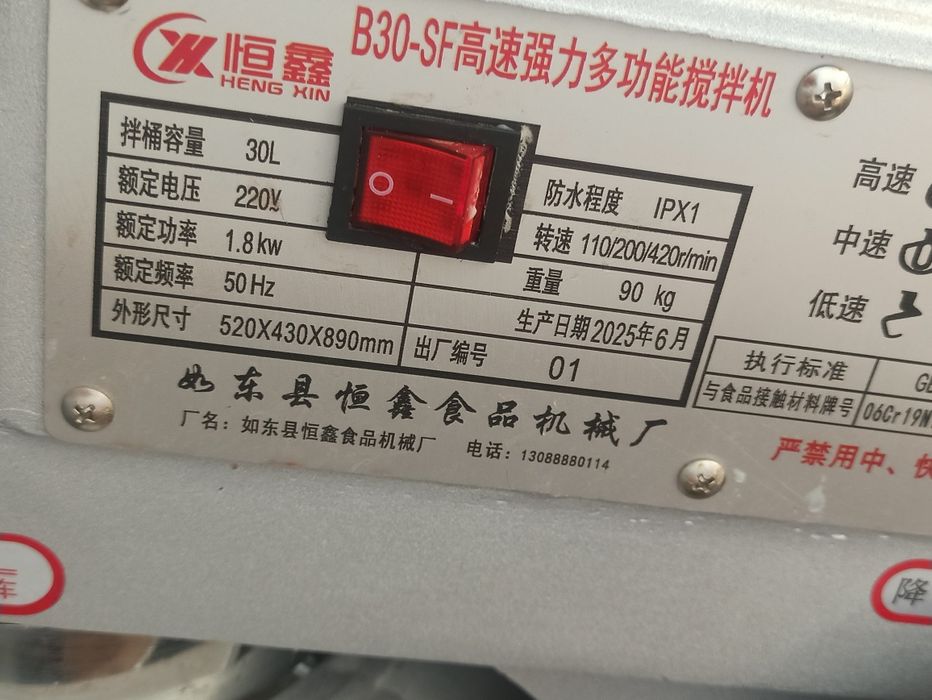 恒鑫
HENG XIN
B30-SF高速强力多功能搅拌机
拌桶容量 30L
额定电压 220V
额定功率 1.8kw
额定频率 50Hz
外形尺寸 520X430X890mm
防水程度 IPX1
转速 110/200/420r/min
重量 90 kg
生产日期 2025年6月
出厂编号 01
高速
中速
低速
执行标准
与食品接触材料牌号 06Cr19N
如东县恒鑫食品机械厂
厂名：如东县恒鑫食品机械厂 电话：13088880114
严禁用中、快
车
降